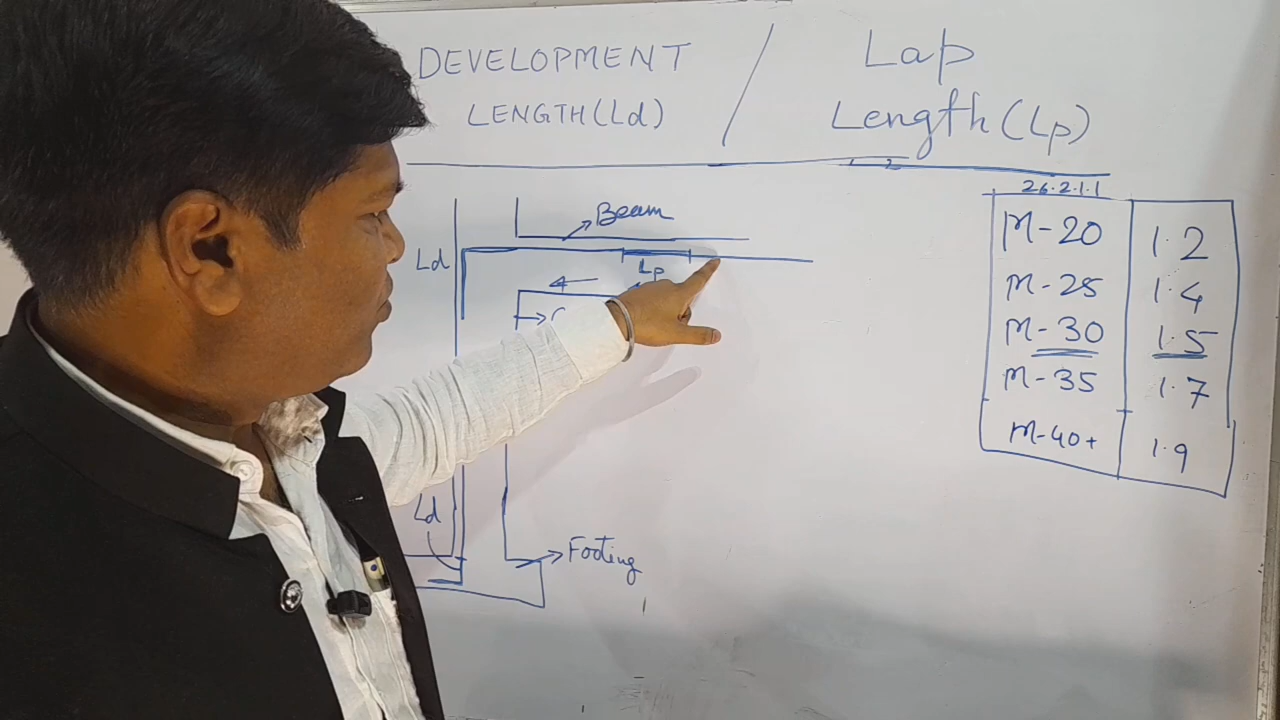 DEVELOPMENT
LENGTH(Ld)
/
Lap
Length(Lp)
Beam
Ld
Lp
Ld
Footing
26.2.1.1
M-20 1.2
M-25 1.4
M-30 1.5
M-35 1.7
M-40+ 1.9